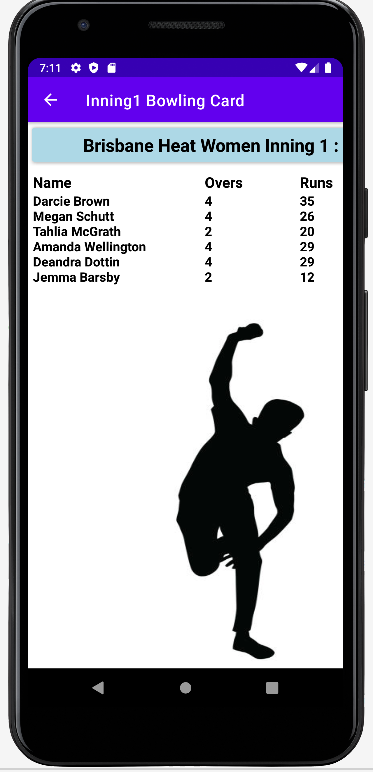 7:11
Inning1 Bowling Card
Brisbane Heat Women Inning 1 :
Name Overs Runs
Darcie Brown 4 35
Megan Schutt 4 26
Tahlia McGrath 2 20
Amanda Wellington 4 29
Deandra Dottin 4 29
Jemma Barsby 2 12